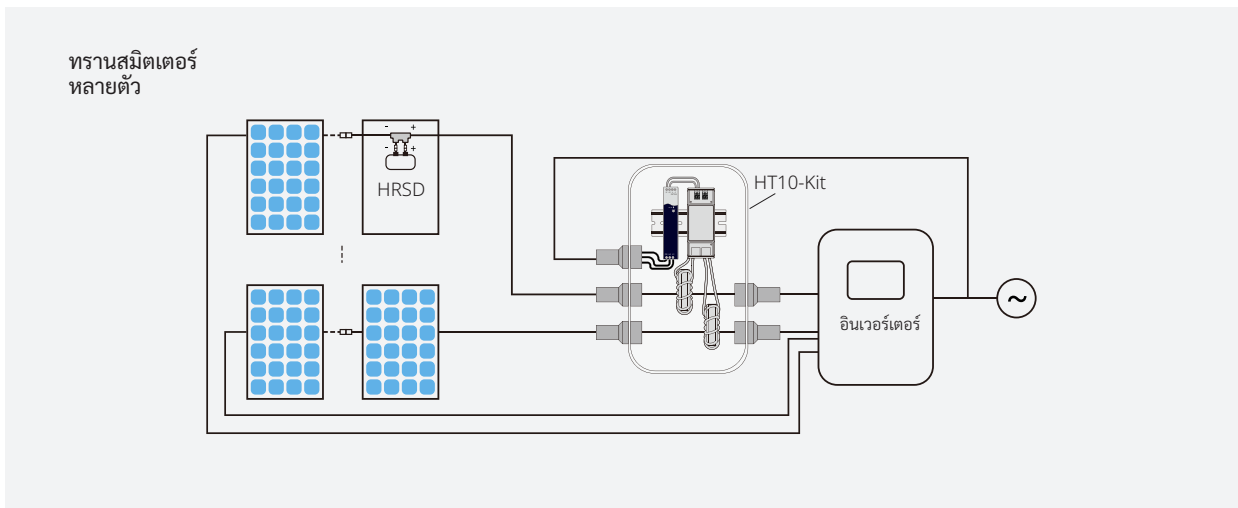 ทรานสมิตเตอร์
หลายตัว
- +
- +
HRSD
HT10-Kit
อินเวอร์เตอร์
~